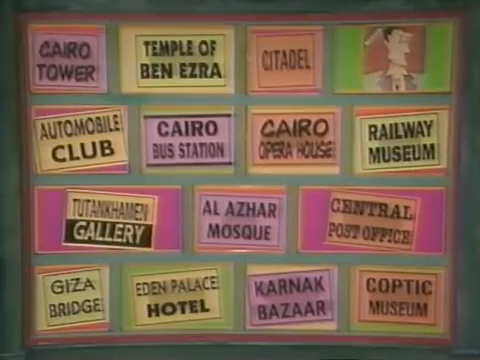 CAIRO
TOWER
TEMPLE OF
BEN EZRA
CITADEL
AUTOMOBILE
CLUB
CAIRO
BUS STATION
CAIRO
OPERA HOUSE
RAILWAY
MUSEUM
TUTANKHAMEN
GALLERY
AL AZHAR
MOSQUE
CENTRAL
POST OFFICE
GIZA
BRIDGE
EDEN PALACE
HOTEL
KARNAK
BAZAAR
COPTIC
MUSEUM